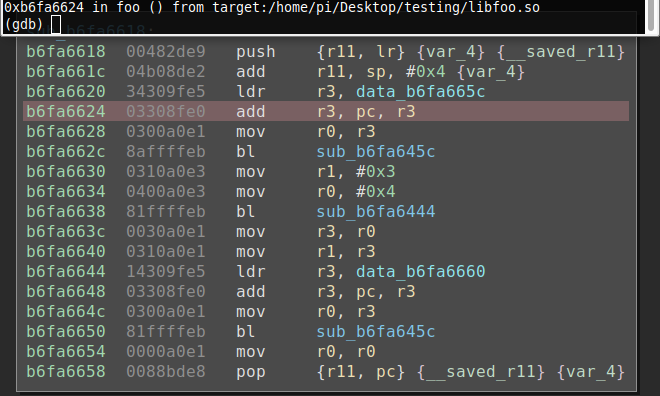 0xb6fa6624 in foo () from target:/home/pi/Desktop/testing/libfoo.so
(gdb)
b6fa6618 00482de9 push {r11, lr} {var_4} {__saved_r11}
b6fa661c 04b08de2 add r11, sp, #0x4 {var_4}
b6fa6620 34309fe5 ldr r3, data_b6fa665c
b6fa6624 03308fe0 add r3, pc, r3
b6fa6628 0300a0e1 mov r0, r3
b6fa662c 8affffeb bl sub_b6fa645c
b6fa6630 0310a0e3 mov r1, #0x3
b6fa6634 0400a0e3 mov r0, #0x4
b6fa6638 81ffffeb bl sub_b6fa6444
b6fa663c 0030a0e1 mov r3, r0
b6fa6640 0310a0e1 mov r1, r3
b6fa6644 14309fe5 ldr r3, data_b6fa6660
b6fa6648 03308fe0 add r3, pc, r3
b6fa664c 0300a0e1 mov r0, r3
b6fa6650 81ffffeb bl sub_b6fa645c
b6fa6654 0000a0e1 mov r0, r0
b6fa6658 0088bde8 pop {r11, pc} {__saved_r11} {var_4}